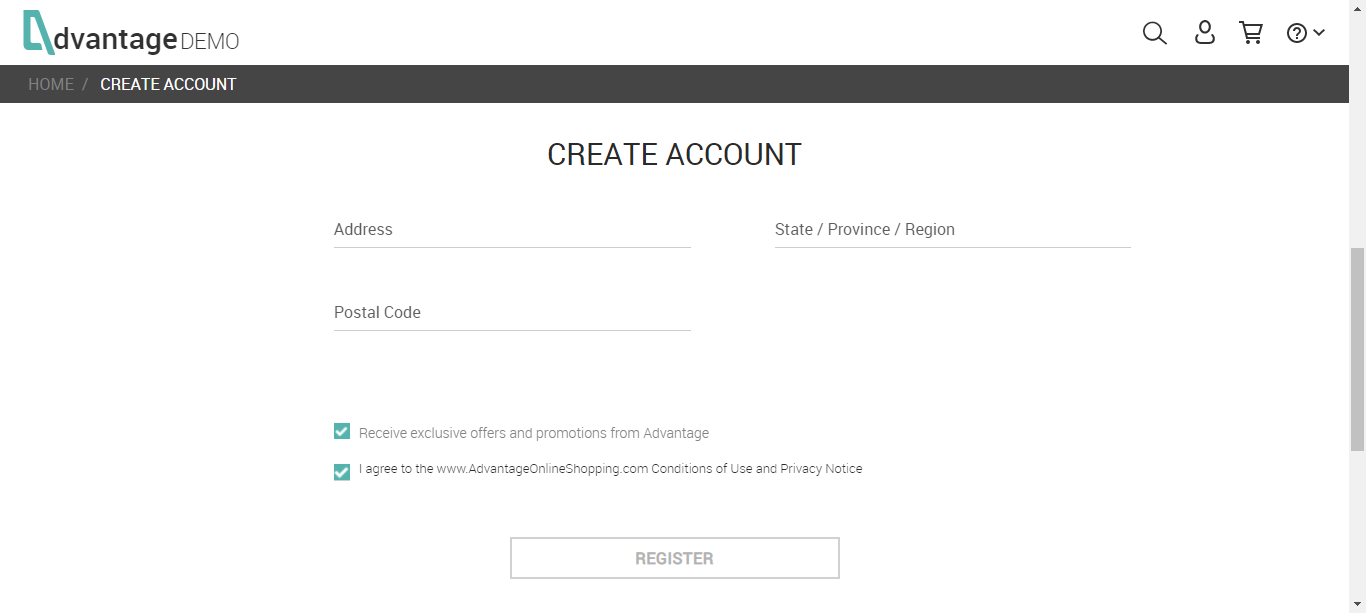 dvantage DEMO
HOME / CREATE ACCOUNT
CREATE ACCOUNT
Address State / Province / Region
Postal Code
Receive exclusive offers and promotions from Advantage
I agree to the www.AdvantageOnlineShopping.com Conditions of Use and Privacy Notice
REGISTER